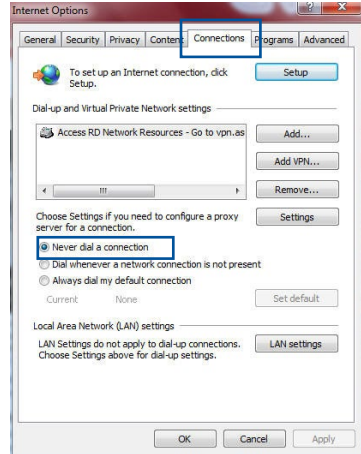 Internet Options
General Security Privacy Content Connections Programs Advanced
To set up an Internet connection, click
Setup.
Setup
Dial-up and Virtual Private Network settings
Access RD Network Resources - Go to vpn.as
Add...
Add VPN...
Remove...
Choose Settings if you need to configure a proxy
server for a connection.
Settings
Never dial a connection
Dial whenever a network connection is not present
Always dial my default connection
Current None
Set default
Local Area Network (LAN) settings
LAN Settings do not apply to dial-up connections.
Choose Settings above for dial-up settings.
LAN settings
OK Cancel Apply